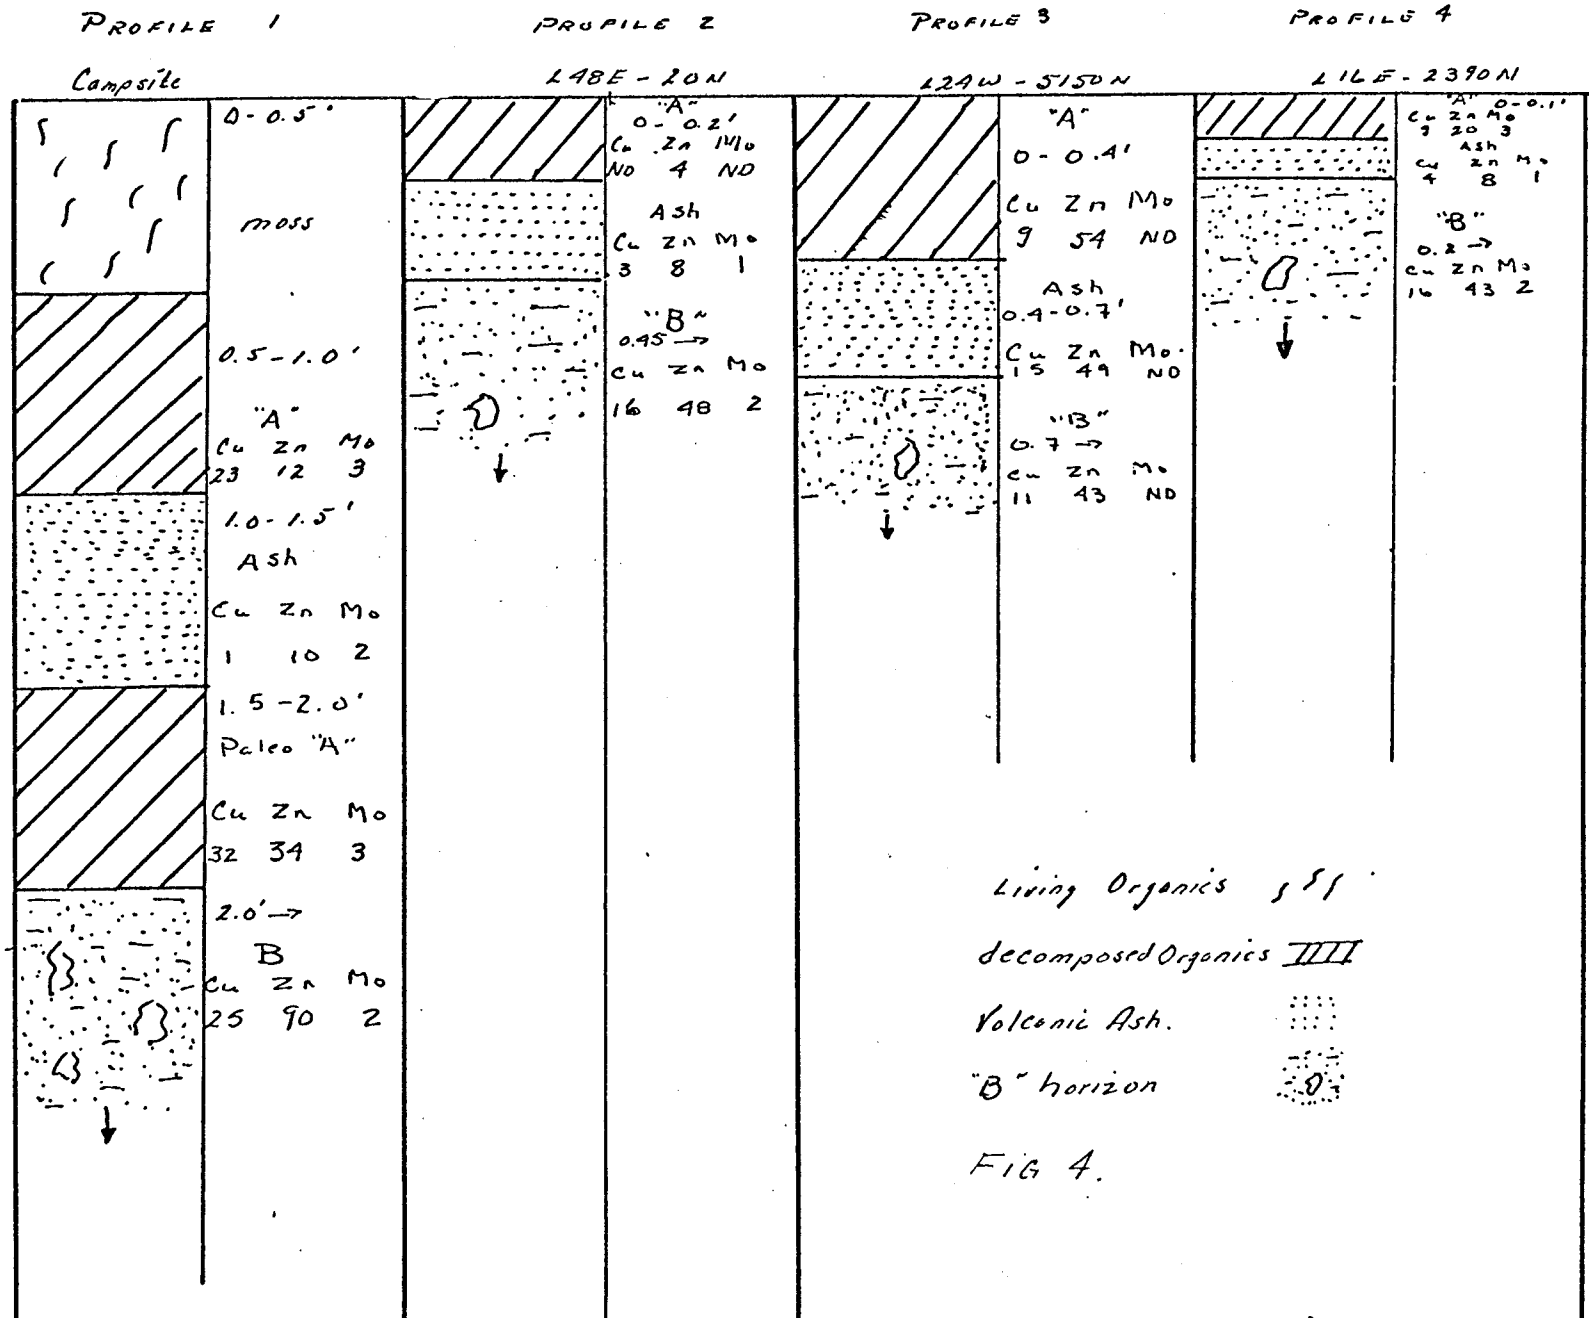 PROFILE 1
Campsite
0-0.5'
moss
0.5-1.0'
"A"
Cu Zn Mo
23 12 3
1.0-1.5'
Ash
Cu Zn Mo
1 10 2
1.5-2.0'
Paleo "A"
Cu Zn Mo
32 34 3
2.0'→
B
Cu Zn Mo
25 90 2
PROFILE 2
L48E-20N
"A"
0-0.2'
Cu Zn Mo
ND 4 ND
Ash
Cu Zn Mo
3 8 1
"B"
0.45→
Cu Zn Mo
16 48 2
PROFILE 3
L24W-5150N
"A"
0-0.4'
Cu Zn Mo
9 54 ND
Ash
0.4-0.7'
Cu Zn Mo.
15 49 ND
"B"
0.7→
Cu Zn Mo
11 43 ND
PROFILE 4
L16E-2390N
"A" 0-0.1'
Cu Zn Mo
9 20 3
Ash
Cu Zn Mo
4 8 1
"B"
0.2→
Cu Zn Mo
16 43 2
Living Organics
decomposed Organics
Volcanic Ash.
"B" horizon
FIG 4.